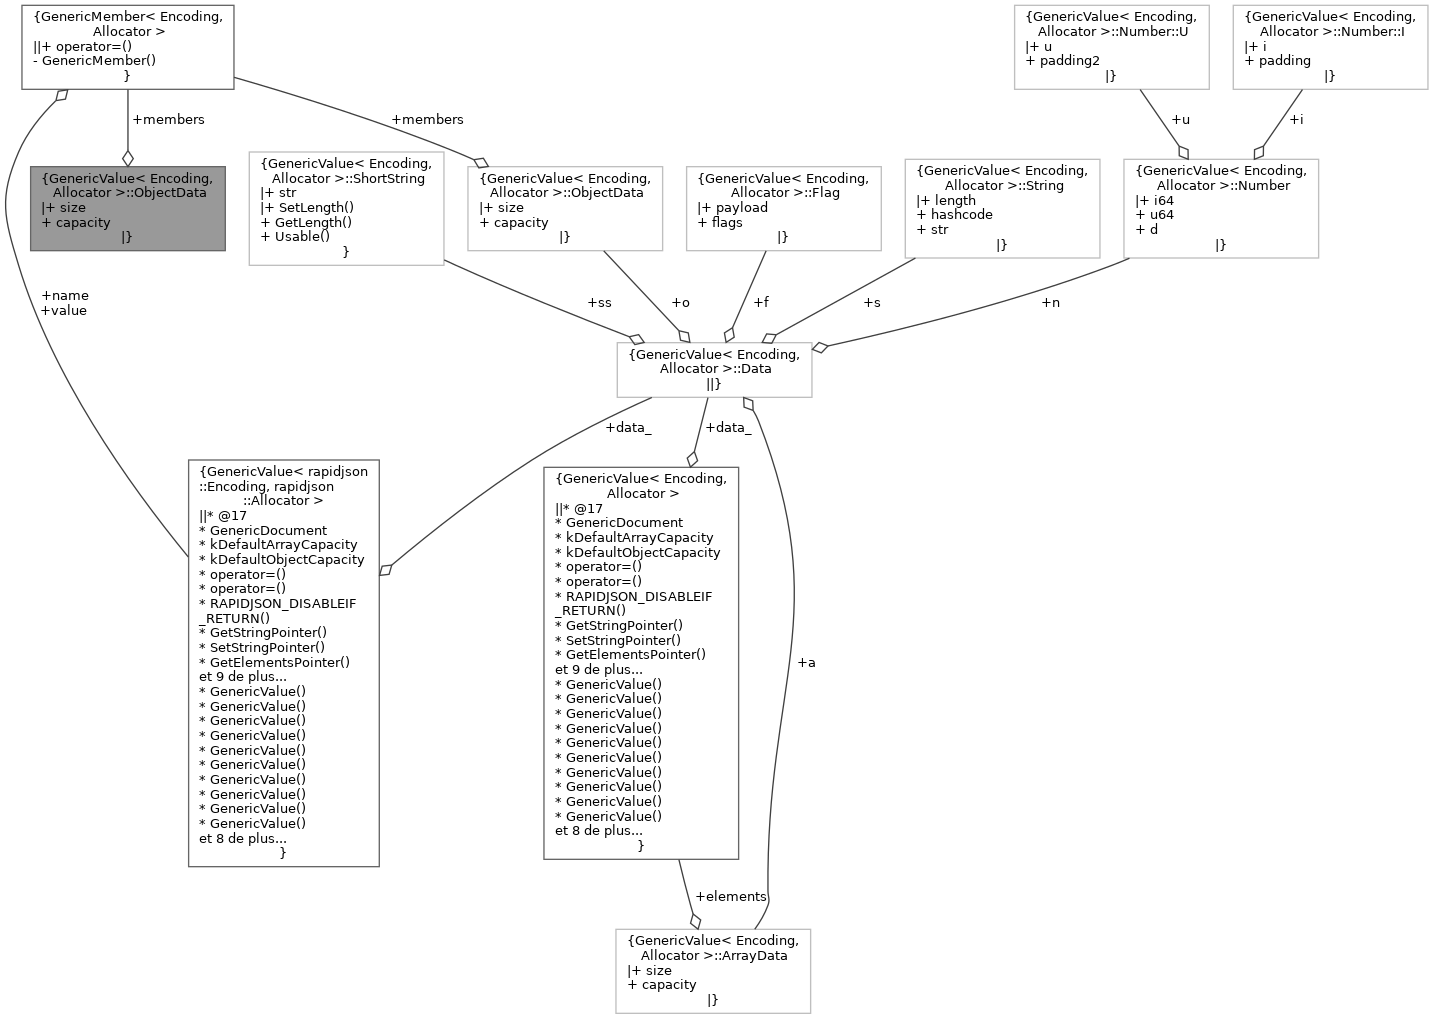 {GenericMember< Encoding,
Allocator >
||+ operator=()
- GenericMember()
}
{GenericValue< Encoding,
Allocator >::Number::U
|+ u
+ padding2
|}
{GenericValue< Encoding,
Allocator >::Number::I
|+ i
+ padding
|}
+members
+members
+u
+i
{GenericValue< Encoding,
Allocator >::ObjectData
|+ size
+ capacity
|}
{GenericValue< Encoding,
Allocator >::ShortString
|+ str
|+ SetLength()
+ GetLength()
+ Usable()
}
{GenericValue< Encoding,
Allocator >::ObjectData
|+ size
+ capacity
|}
{GenericValue< Encoding,
Allocator >::Flag
|+ payload
+ flags
|}
{GenericValue< Encoding,
Allocator >::String
|+ length
+ hashcode
+ str
|}
{GenericValue< Encoding,
Allocator >::Number
|+ i64
+ u64
+ d
|}
+name
+value
+ss
+o
+f
+s
+n
{GenericValue< Encoding,
Allocator >::Data
||}
+data_
+data_
{GenericValue< rapidjson
::Encoding, rapidjson
::Allocator >
||* @17
* GenericDocument
* kDefaultArrayCapacity
* kDefaultObjectCapacity
* operator=()
* operator=()
* RAPIDJSON_DISABLEIF
_RETURN()
* GetStringPointer()
* SetStringPointer()
* GetElementsPointer()
et 9 de plus...
* GenericValue()
* GenericValue()
* GenericValue()
* GenericValue()
* GenericValue()
* GenericValue()
* GenericValue()
* GenericValue()
* GenericValue()
* GenericValue()
et 8 de plus...
}
{GenericValue< Encoding,
Allocator >
||* @17
* GenericDocument
* kDefaultArrayCapacity
* kDefaultObjectCapacity
* operator=()
* operator=()
* RAPIDJSON_DISABLEIF
_RETURN()
* GetStringPointer()
* SetStringPointer()
* GetElementsPointer()
et 9 de plus...
* GenericValue()
* GenericValue()
* GenericValue()
* GenericValue()
* GenericValue()
* GenericValue()
* GenericValue()
* GenericValue()
* GenericValue()
* GenericValue()
et 8 de plus...
}
+a
+elements
{GenericValue< Encoding,
Allocator >::ArrayData
|+ size
+ capacity
|}